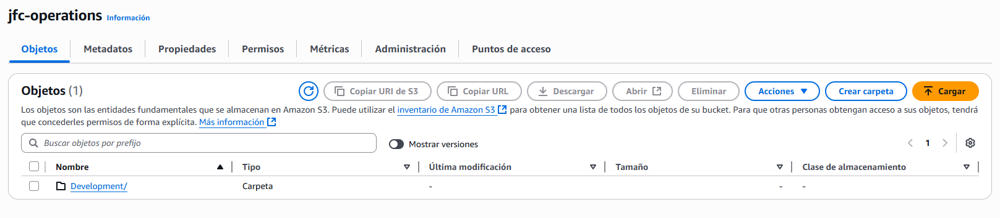 jfc-operations Información
Objetos Metadatos Propiedades Permisos Métricas Administración Puntos de acceso
Objetos (1) Copiar URI de S3 Copiar URL Descargar Abrir Eliminar Acciones Crear carpeta Cargar
Los objetos son las entidades fundamentales que se almacenan en Amazon S3. Puede utilizar el inventario de Amazon S3 para obtener una lista de todos los objetos de su bucket. Para que otras personas obtengan acceso a sus objetos, tendrá
que concederles permisos de forma explícita. Más información
Buscar objetos por prefijo Mostrar versiones 1
Nombre Tipo Última modificación Tamaño Clase de almacenamiento
Development/ Carpeta - - -